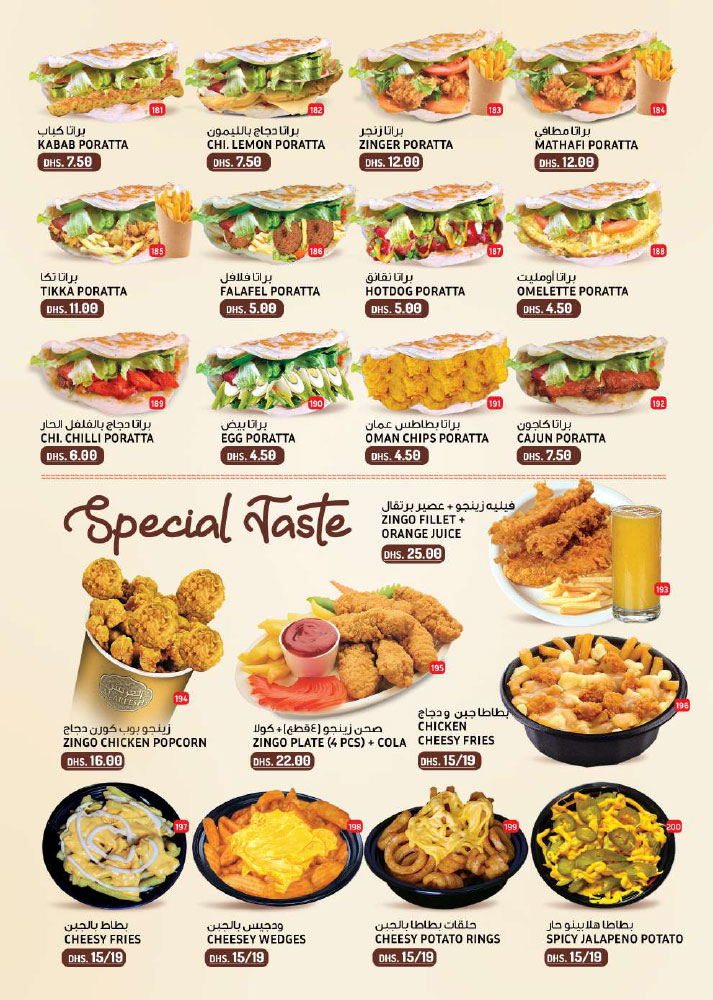 181
182
183
184
براتا كباب
KABAB PORATTA
DHS. 7.50
براتا دجاج بالليمون
CHI. LEMON PORATTA
DHS. 7.50
براتا زنجر
ZINGER PORATTA
DHS. 12.00
براتا مطافي
MATHAFI PORATTA
DHS. 12.00
185
186
187
188
براتا تكا
TIKKA PORATTA
DHS. 11.00
براتا فلافل
FALAFEL PORATTA
DHS. 5.00
براتا نقانق
HOTDOG PORATTA
DHS. 5.00
براتا أومليت
OMELETTE PORATTA
DHS. 4.50
189
190
191
192
براتا دجاج بالفلفل الحار
CHI. CHILLI PORATTA
DHS. 6.00
براتا بيض
EGG PORATTA
DHS. 4.50
براتا بطاطس عمان
OMAN CHIPS PORATTA
DHS. 4.50
براتا كاجون
CAJUN PORATTA
DHS. 7.50
Special Taste
فيليه زينجو + عصير برتقال
ZINGO FILLET +
ORANGE JUICE
DHS. 25.00
193
194
زينجو بوب كورن دجاج
ZINGO CHICKEN POPCORN
DHS. 16.00
195
صحن زينجو (٤قطع) + كولا
ZINGO PLATE (4 PCS) + COLA
DHS. 22.00
196
بطاطا جبن و دجاج
CHICKEN
CHEESY FRIES
DHS. 15/19
197
198
199
200
بطاط بالجبن
CHEESY FRIES
DHS. 15/19
ودجيس بالجبن
CHEESEY WEDGES
DHS. 15/19
حلقات بطاطا بالجبن
CHEESY POTATO RINGS
DHS. 15/19
بطاطا هلابينو حار
SPICY JALAPENO POTATO
DHS. 15/19